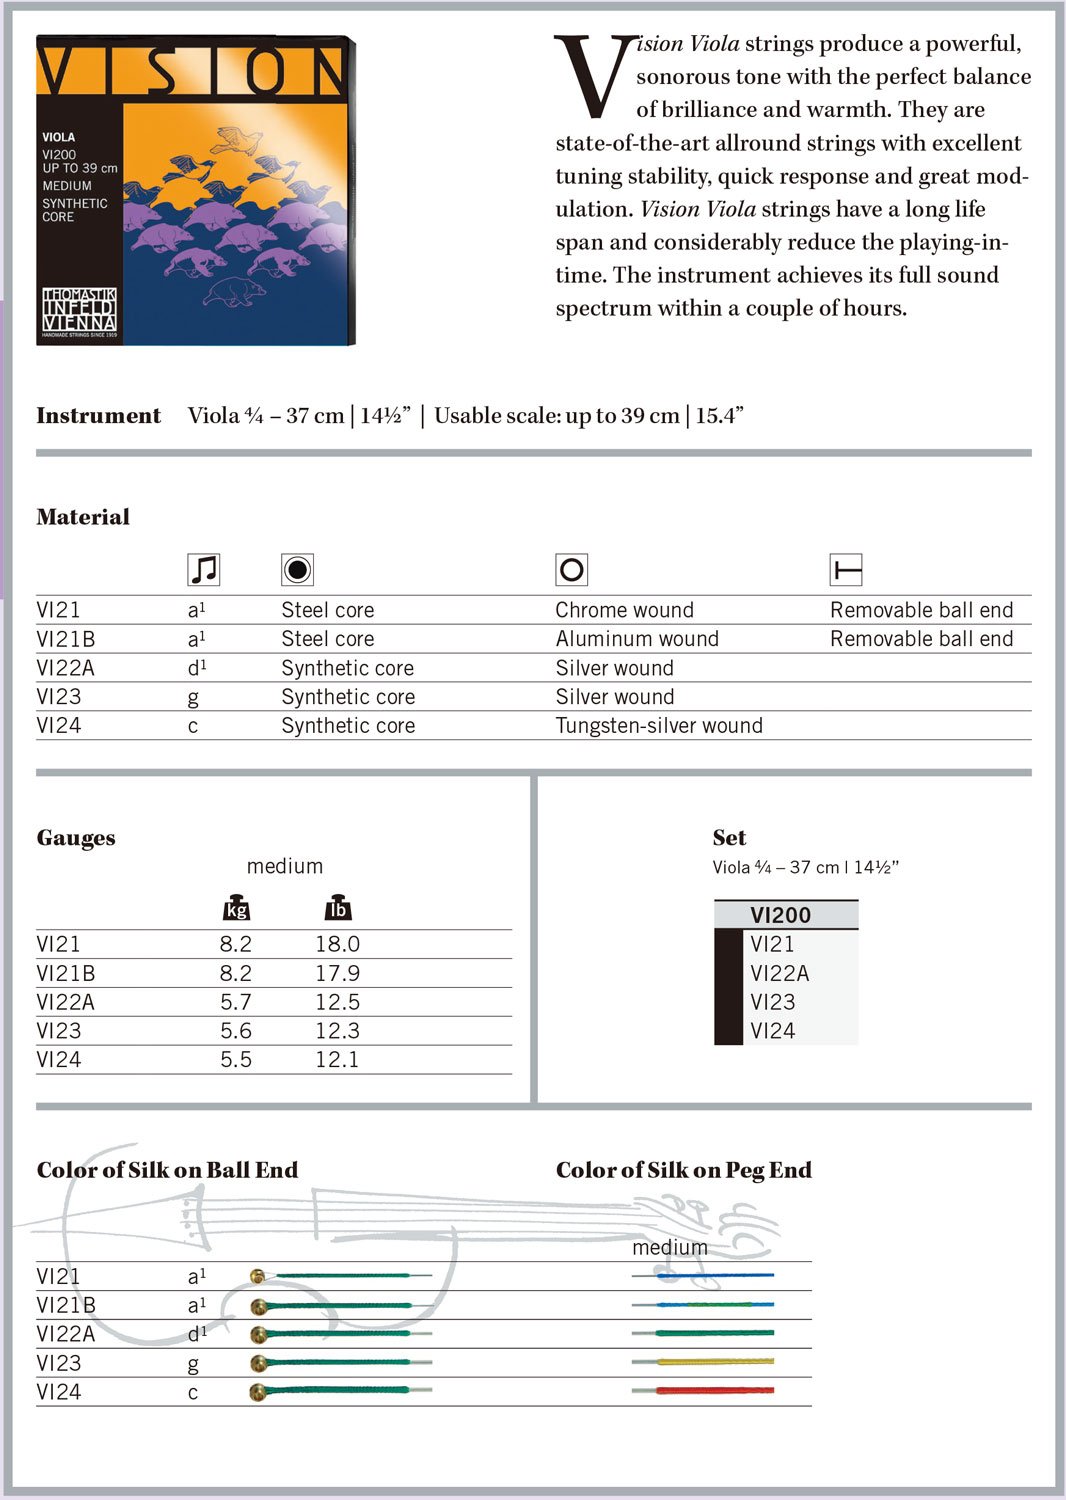 VISION
VIOLA
VI200
UP TO 39 cm
MEDIUM
SYNTHETIC
CORE
THOMASTIK
INFELD
VIENNA
HANDMADE STRINGS SINCE 1919
Vision Viola strings produce a powerful,
sonorous tone with the perfect balance
of brilliance and warmth. They are
state-of-the-art allround strings with excellent
tuning stability, quick response and great mod-
ulation. Vision Viola strings have a long life
span and considerably reduce the playing-in-
time. The instrument achieves its full sound
spectrum within a couple of hours.
Instrument Viola 4/4 – 37 cm | 14½” | Usable scale: up to 39 cm | 15.4”
Material
VI21 a¹ Steel core Chrome wound Removable ball end
VI21B a¹ Steel core Aluminum wound Removable ball end
VI22A d¹ Synthetic core Silver wound
VI23 g Synthetic core Silver wound
VI24 c Synthetic core Tungsten-silver wound
Gauges
medium
kg lb
VI21 8.2 18.0
VI21B 8.2 17.9
VI22A 5.7 12.5
VI23 5.6 12.3
VI24 5.5 12.1
Set
Viola 4/4 – 37 cm | 14½”
VI200
VI21
VI22A
VI23
VI24
Color of Silk on Ball End Color of Silk on Peg End
medium
VI21 a¹
VI21B a¹
VI22A d¹
VI23 g
VI24 c